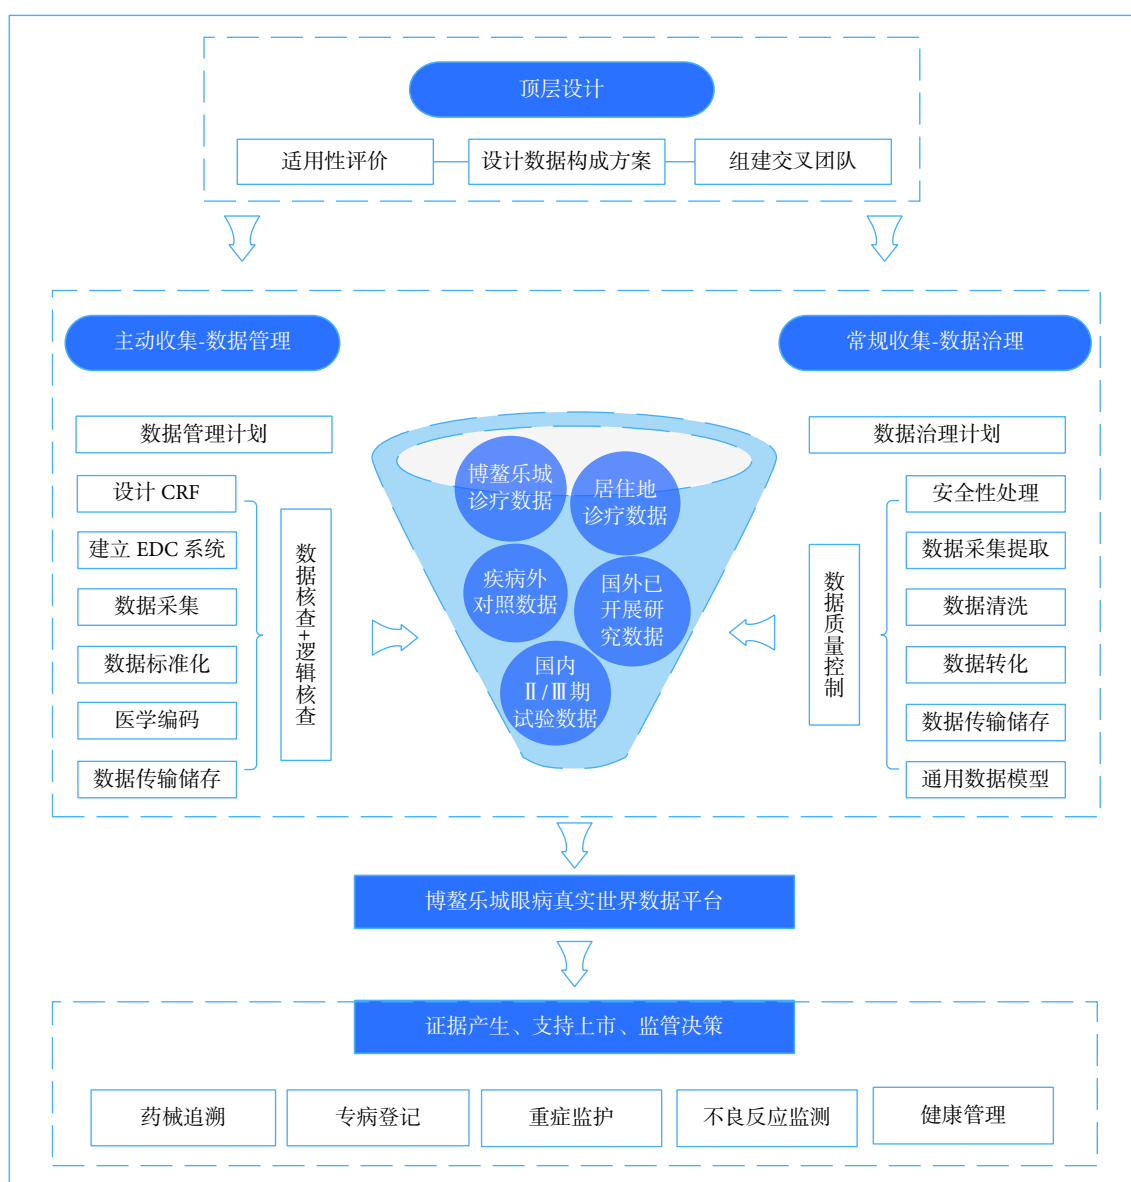 顶层设计
适用性评价
设计数据构成方案
组建交叉团队
主动收集-数据管理
常规收集-数据治理
数据管理计划
设计 CRF
建立 EDC 系统
数据采集
数据标准化
医学编码
数据传输储存
数据核查+逻辑核查
博鳌乐城
诊疗数据
居住地
诊疗数据
疾病外
对照数据
国外已
开展研
究数据
国内
Ⅱ/Ⅲ期
试验数据
数据治理计划
数据质量控制
安全性处理
数据采集提取
数据清洗
数据转化
数据传输储存
通用数据模型
博鳌乐城眼病真实世界数据平台
证据产生、支持上市、监管决策
药械追溯
专病登记
重症监护
不良反应监测
健康管理